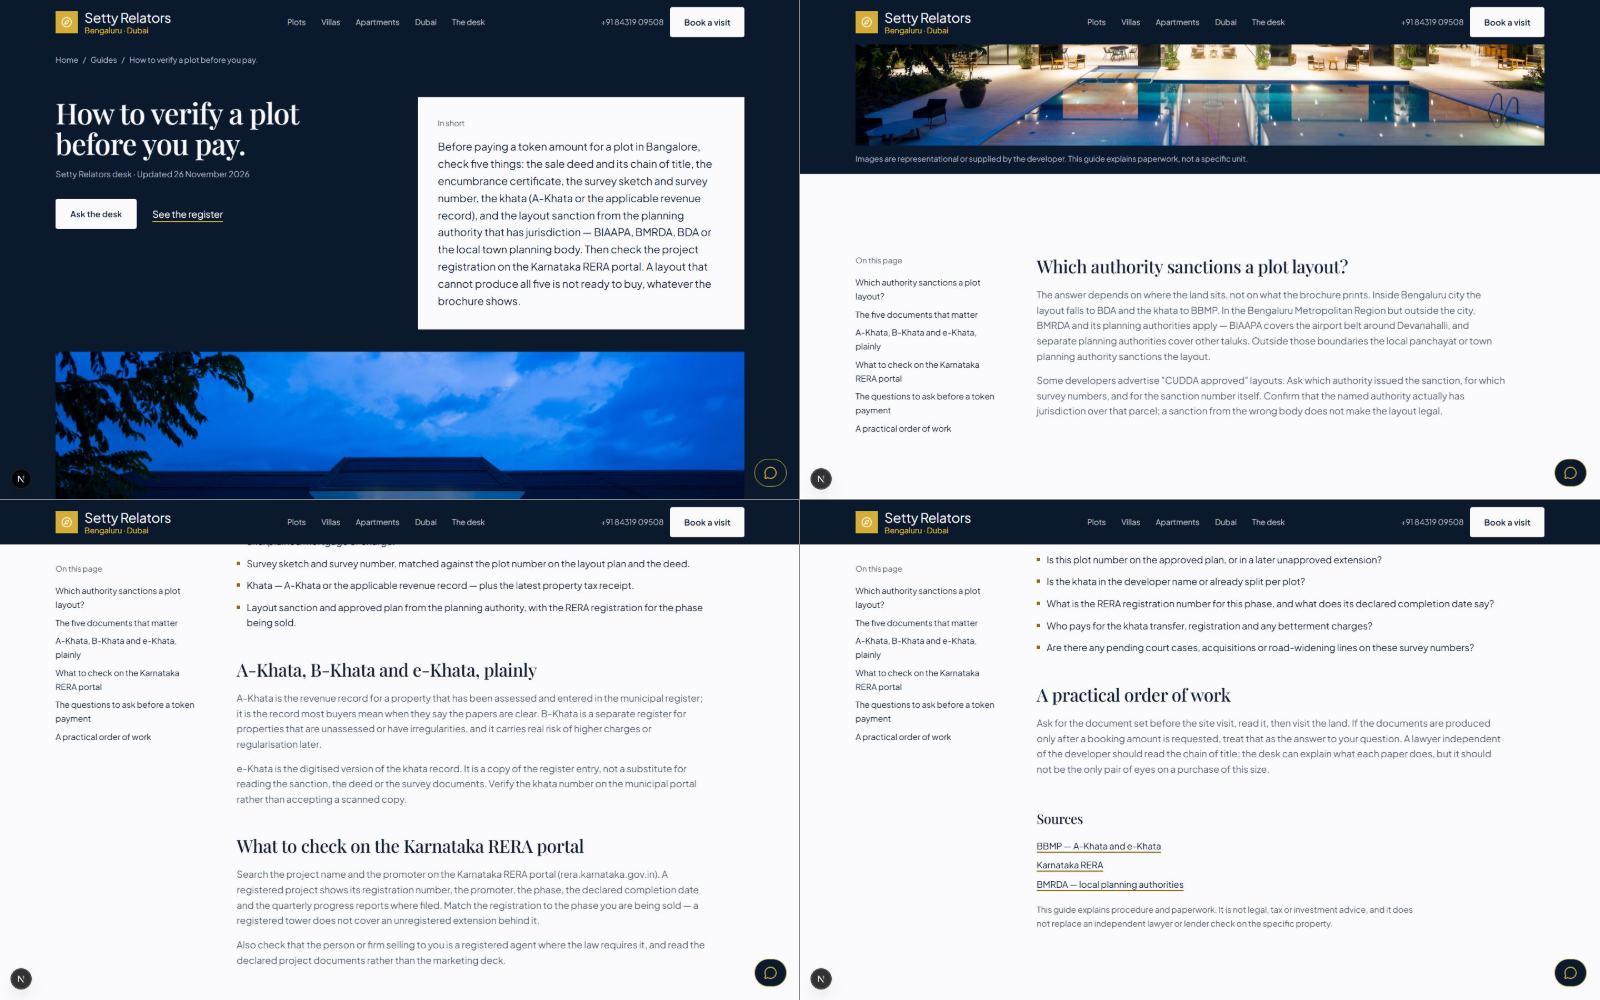 Setty Relators
Bengaluru · Dubai
Plots
Villas
Apartments
Dubai
The desk
+91 84319 09508
Book a visit
Home / Guides / How to verify a plot before you pay.
How to verify a plot
before you pay.
Setty Relators desk · Updated 26 November 2026
Ask the desk
See the register
In short
Before paying a token amount for a plot in Bangalore,
check five things: the sale deed and its chain of title, the
encumbrance certificate, the survey sketch and survey
number, the khata (A-Khata or the applicable revenue
record), and the layout sanction from the planning
authority that has jurisdiction — BIAAPA, BMRDA, BDA or
the local town planning body. Then check the project
registration on the Karnataka RERA portal. A layout that
cannot produce all five is not ready to buy, whatever the
brochure shows.
N
Setty Relators
Bengaluru · Dubai
Plots
Villas
Apartments
Dubai
The desk
+91 84319 09508
Book a visit
Images are representational or supplied by the developer. This guide explains paperwork, not a specific unit.
On this page
Which authority sanctions a plot
layout?
The five documents that matter
A-Khata, B-Khata and e-Khata,
plainly
What to check on the Karnataka
RERA portal
The questions to ask before a token
payment
A practical order of work
Which authority sanctions a plot layout?
The answer depends on where the land sits, not on what the brochure prints. Inside Bengaluru city the
layout falls to BDA and the khata to BBMP. In the Bengaluru Metropolitan Region but outside the city,
BMRDA and its planning authorities apply — BIAAPA covers the airport belt around Devanahalli, and
separate planning authorities cover other taluks. Outside those boundaries the local panchayat or town
planning authority sanctions the layout.
Some developers advertise "CUDDA approved" layouts. Ask which authority issued the sanction, for which
survey numbers, and for the sanction number itself. Confirm that the named authority actually has
jurisdiction over that parcel; a sanction from the wrong body does not make the layout legal.
N
Setty Relators
Bengaluru · Dubai
Plots
Villas
Apartments
Dubai
The desk
+91 84319 09508
Book a visit
On this page
Which authority sanctions a plot
layout?
The five documents that matter
A-Khata, B-Khata and e-Khata,
plainly
What to check on the Karnataka
RERA portal
The questions to ask before a token
payment
A practical order of work
Survey sketch and survey number, matched against the plot number on the layout plan and the deed.
Khata — A-Khata or the applicable revenue record — plus the latest property tax receipt.
Layout sanction and approved plan from the planning authority, with the RERA registration for the phase
being sold.
A-Khata, B-Khata and e-Khata, plainly
A-Khata is the revenue record for a property that has been assessed and entered in the municipal register;
it is the record most buyers mean when they say the papers are clear. B-Khata is a separate register for
properties that are unassessed or have irregularities, and it carries real risk of higher charges or
regularisation later.
e-Khata is the digitised version of the khata record. It is a copy of the register entry, not a substitute for
reading the sanction, the deed or the survey documents. Verify the khata number on the municipal portal
rather than accepting a scanned copy.
What to check on the Karnataka RERA portal
Search the project name and the promoter on the Karnataka RERA portal (rera.karnataka.gov.in). A
registered project shows its registration number, the promoter, the phase, the declared completion date
and the quarterly progress reports where filed. Match the registration to the phase you are being sold — a
registered tower does not cover an unregistered extension behind it.
Also check that the person or firm selling to you is a registered agent where the law requires it, and read the
declared project documents rather than the marketing deck.
N
Setty Relators
Bengaluru · Dubai
Plots
Villas
Apartments
Dubai
The desk
+91 84319 09508
Book a visit
On this page
Which authority sanctions a plot
layout?
The five documents that matter
A-Khata, B-Khata and e-Khata,
plainly
What to check on the Karnataka
RERA portal
The questions to ask before a token
payment
A practical order of work
Is this plot number on the approved plan, or in a later unapproved extension?
Is the khata in the developer name or already split per plot?
What is the RERA registration number for this phase, and what does its declared completion date say?
Who pays for the khata transfer, registration and any betterment charges?
Are there any pending court cases, acquisitions or road-widening lines on these survey numbers?
A practical order of work
Ask for the document set before the site visit, read it, then visit the land. If the documents are produced
only after a booking amount is requested, treat that as the answer to your question. A lawyer independent
of the developer should read the chain of title; the desk can explain what each paper does, but it should
not be the only pair of eyes on a purchase of this size.
Sources
BBMP — A-Khata and e-Khata
Karnataka RERA
BMRDA — local planning authorities
This guide explains procedure and paperwork. It is not legal, tax or investment advice, and it does
not replace an independent lawyer or lender check on the specific property.
N